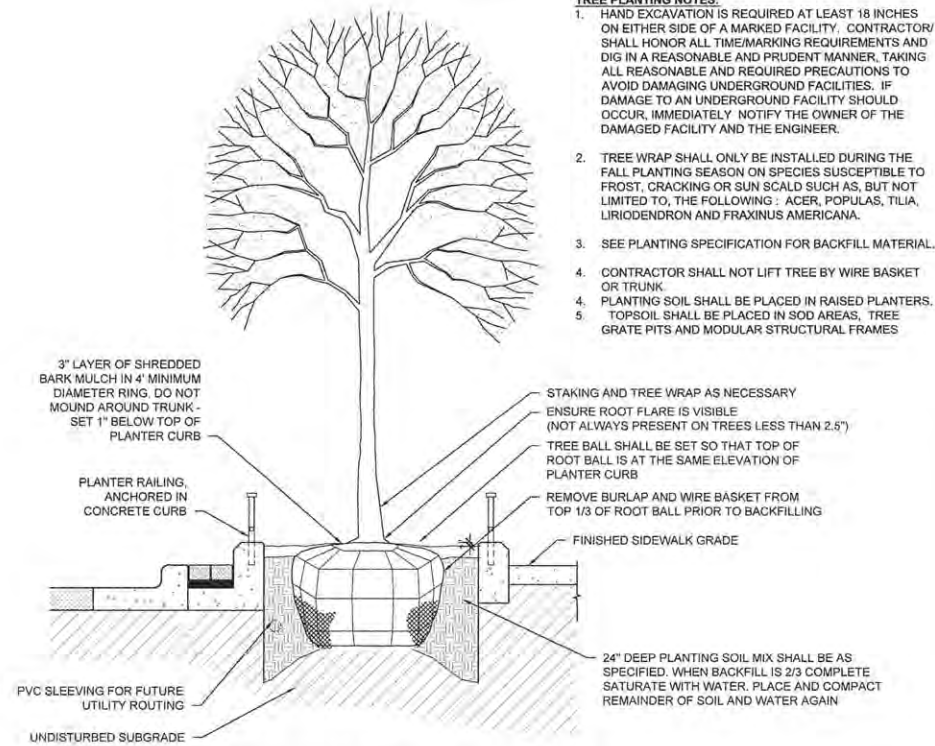 TREE PLANTING NOTES:
1. HAND EXCAVATION IS REQUIRED AT LEAST 18 INCHES
ON EITHER SIDE OF A MARKED FACILITY. CONTRACTOR/
SHALL HONOR ALL TIME/MARKING REQUIREMENTS AND
DIG IN A REASONABLE AND PRUDENT MANNER, TAKING
ALL REASONABLE AND REQUIRED PRECAUTIONS TO
AVOID DAMAGING UNDERGROUND FACILITIES. IF
DAMAGE TO AN UNDERGROUND FACILITY SHOULD
OCCUR, IMMEDIATELY NOTIFY THE OWNER OF THE
DAMAGED FACILITY AND THE ENGINEER.
2. TREE WRAP SHALL ONLY BE INSTALLED DURING THE
FALL PLANTING SEASON ON SPECIES SUSCEPTIBLE TO
FROST, CRACKING OR SUN SCALD SUCH AS, BUT NOT
LIMITED TO, THE FOLLOWING : ACER, POPULAS, TILIA,
LIRIODENDRON AND FRAXINUS AMERICANA.
3. SEE PLANTING SPECIFICATION FOR BACKFILL MATERIAL.
4. CONTRACTOR SHALL NOT LIFT TREE BY WIRE BASKET
OR TRUNK.
4. PLANTING SOIL SHALL BE PLACED IN RAISED PLANTERS.
5. TOPSOIL SHALL BE PLACED IN SOD AREAS, TREE
GRATE PITS AND MODULAR STRUCTURAL FRAMES
3" LAYER OF SHREDDED
BARK MULCH IN 4' MINIMUM
DIAMETER RING. DO NOT
MOUND AROUND TRUNK -
SET 1" BELOW TOP OF
PLANTER CURB
PLANTER RAILING,
ANCHORED IN
CONCRETE CURB
PVC SLEEVING FOR FUTURE
UTILITY ROUTING
UNDISTURBED SUBGRADE
STAKING AND TREE WRAP AS NECESSARY
ENSURE ROOT FLARE IS VISIBLE
(NOT ALWAYS PRESENT ON TREES LESS THAN 2.5")
TREE BALL SHALL BE SET SO THAT TOP OF
ROOT BALL IS AT THE SAME ELEVATION OF
PLANTER CURB
REMOVE BURLAP AND WIRE BASKET FROM
TOP 1/3 OF ROOT BALL PRIOR TO BACKFILLING
FINISHED SIDEWALK GRADE
24" DEEP PLANTING SOIL MIX SHALL BE AS
SPECIFIED. WHEN BACKFILL IS 2/3 COMPLETE
SATURATE WITH WATER. PLACE AND COMPACT
REMAINDER OF SOIL AND WATER AGAIN